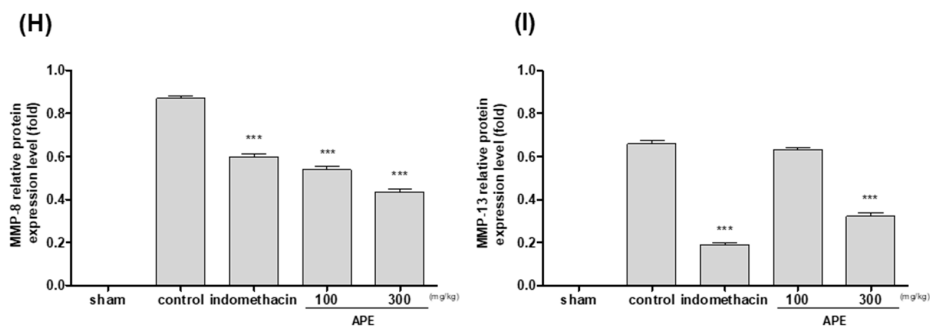 (H)
MMP-8 relative protein
expression level (fold)
1.0
0.8
0.6
0.4
0.2
0.0
***
***
***
sham control indomethacin 100 300 (mg/kg)
APE
(I)
MMP-13 relative protein
expression level (fold)
1.0
0.8
0.6
0.4
0.2
0.0
***
***
sham control indomethacin 100 300 (mg/kg)
APE